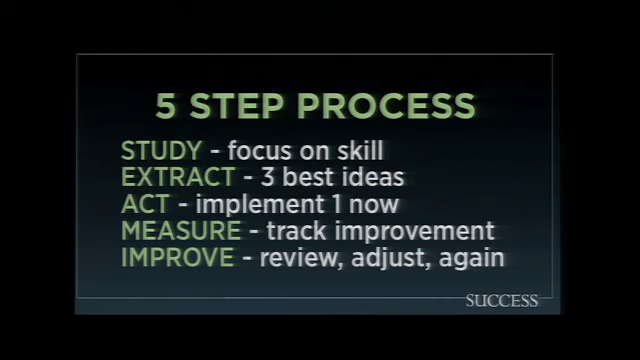 5 STEP PROCESS
STUDY - focus on skill
EXTRACT - 3 best ideas
ACT - implement 1 now
MEASURE - track improvement
IMPROVE - review, adjust, again
SUCCESS